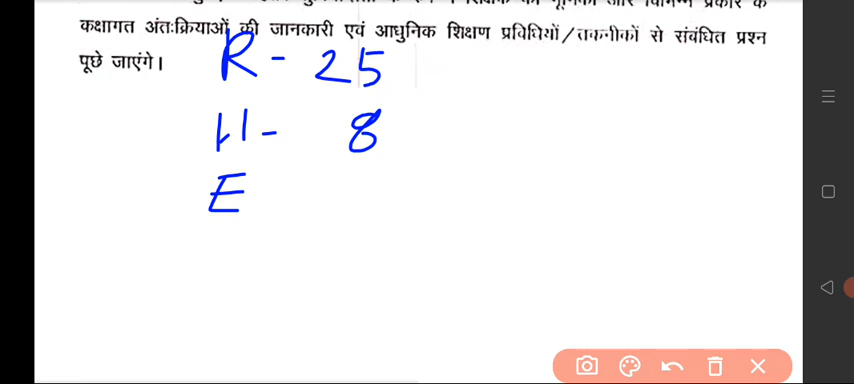 कक्षागत अंतःक्रियाओं की जानकारी एवं आधुनिक शिक्षण प्रविधियों/तकनीकों से संबंधित प्रश्न
पूछे जाएंगे।
R - 25
H - 8
E